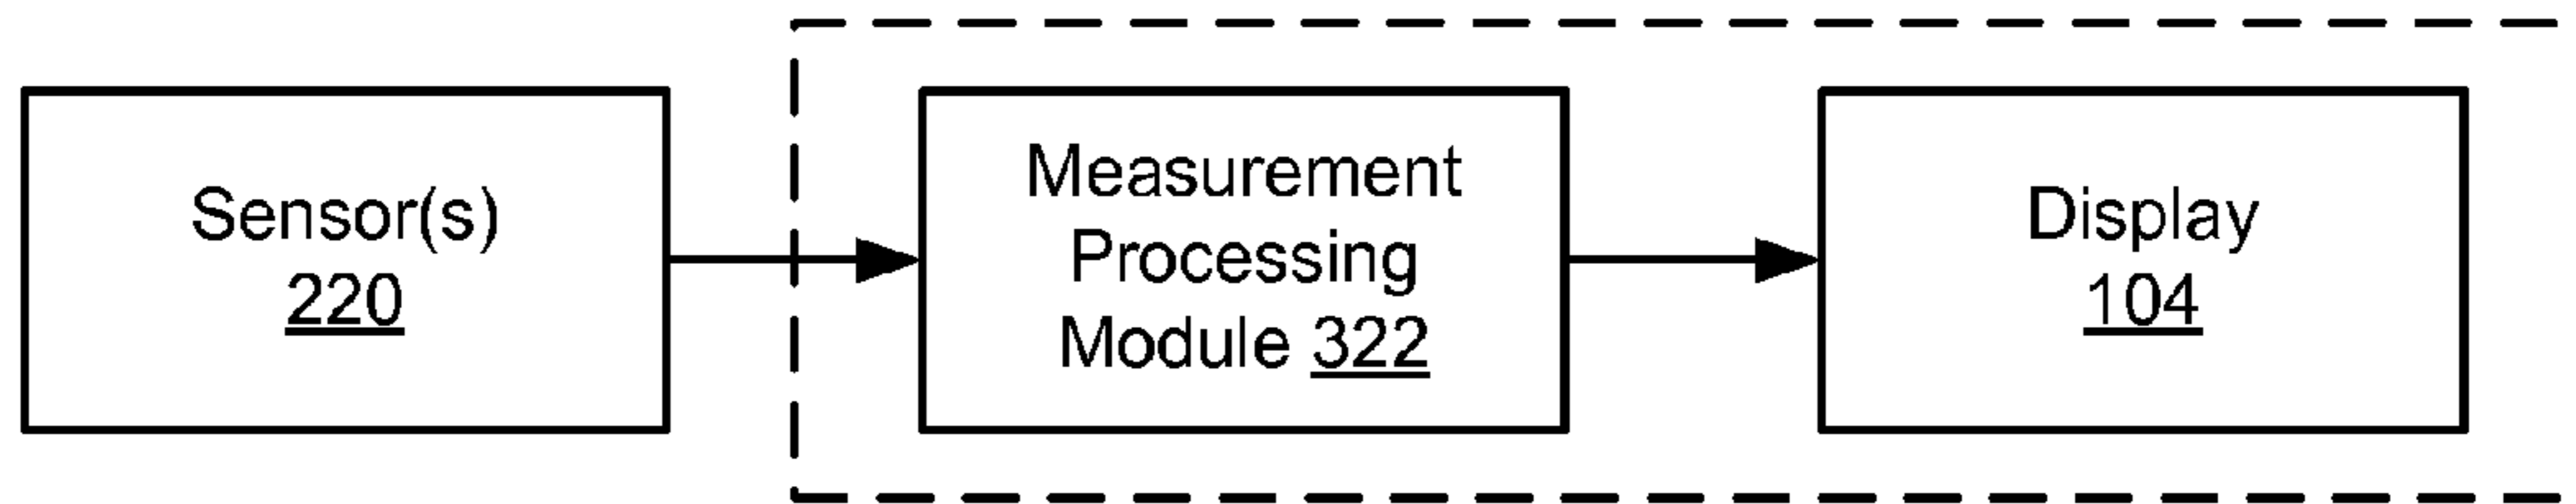 Sensor(s)
220
Measurement
Processing
Module 322
Display
104